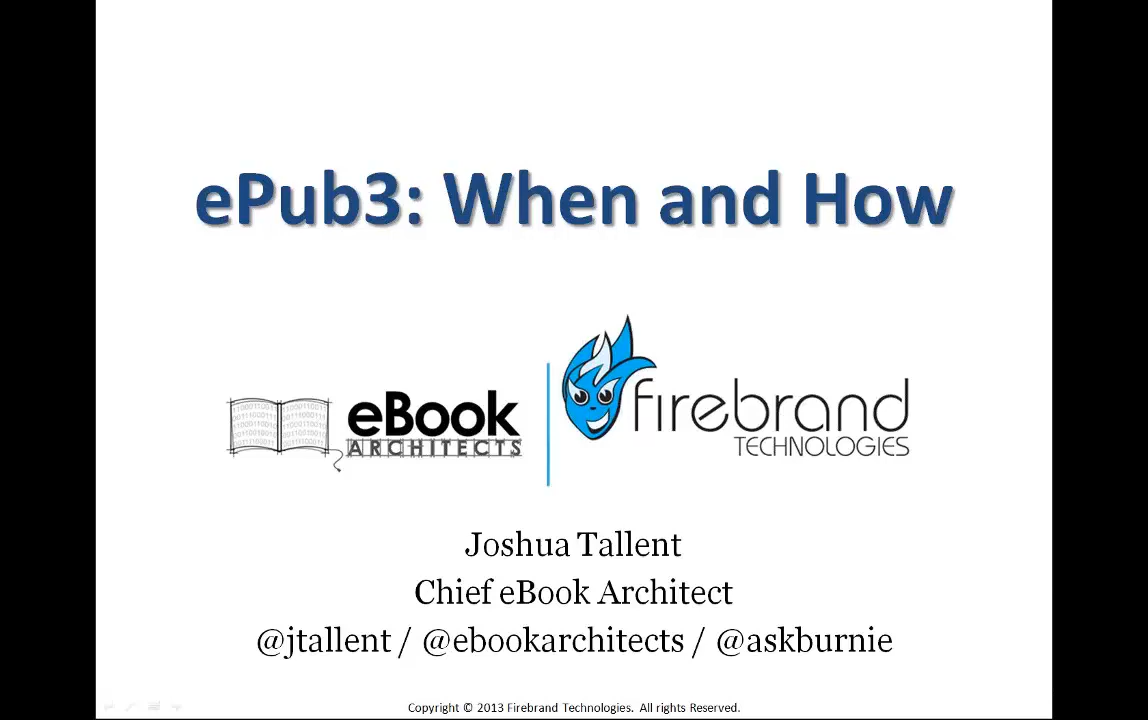 ePub3: When and How
eBook
ARCHITECTS
firebrand
TECHNOLOGIES
Joshua Tallent
Chief eBook Architect
@jtallent / @ebookarchitects / @askburnie
Copyright © 2013 Firebrand Technologies. All rights Reserved.